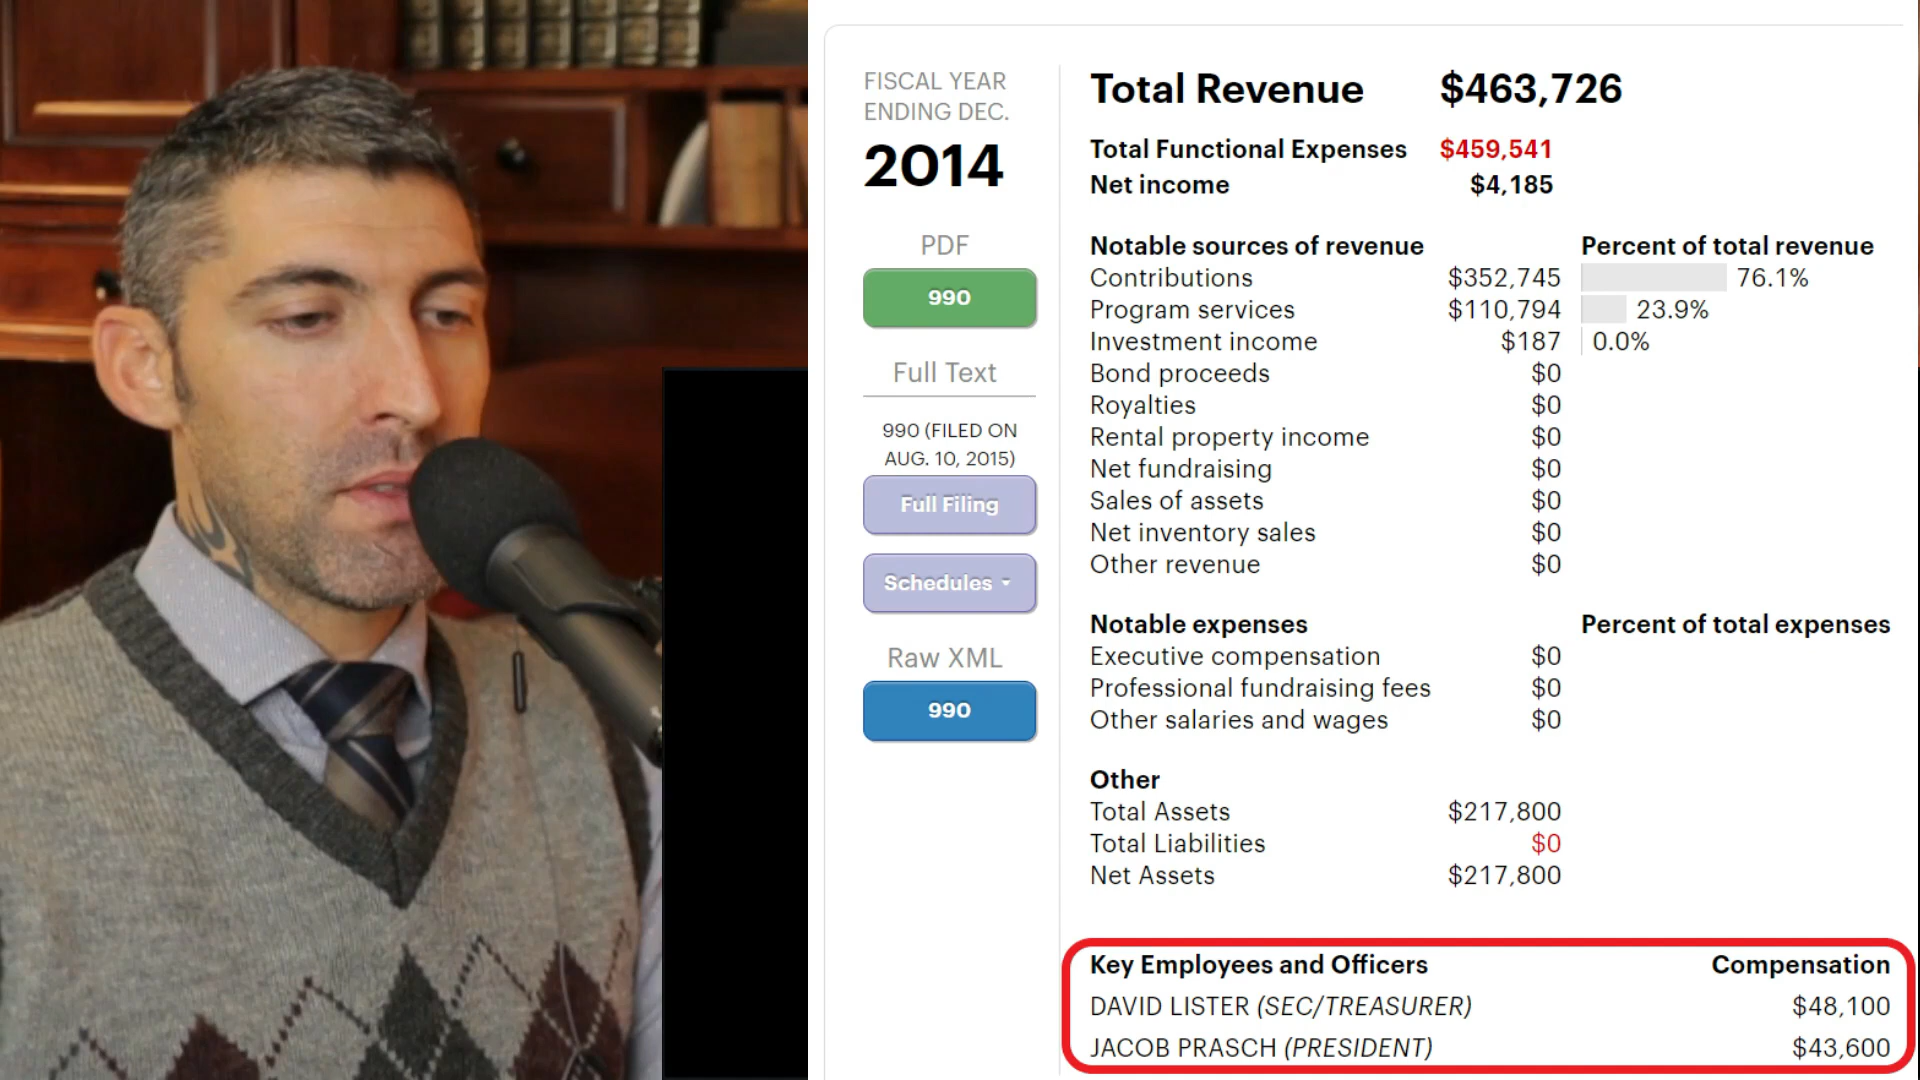 FISCAL YEAR
ENDING DEC.
2014
PDF
990
Full Text
990 (FILED ON
AUG. 10, 2015)
Full Filing
Schedules
Raw XML
990
Total Revenue $463,726
Total Functional Expenses $459,541
Net income $4,185
Notable sources of revenue Percent of total revenue
Contributions $352,745 76.1%
Program services $110,794 23.9%
Investment income $187 0.0%
Bond proceeds $0
Royalties $0
Rental property income $0
Net fundraising $0
Sales of assets $0
Net inventory sales $0
Other revenue $0
Notable expenses Percent of total expenses
Executive compensation $0
Professional fundraising fees $0
Other salaries and wages $0
Other
Total Assets $217,800
Total Liabilities $0
Net Assets $217,800
Key Employees and Officers Compensation
DAVID LISTER (SEC/TREASURER) $48,100
JACOB PRASCH (PRESIDENT) $43,600